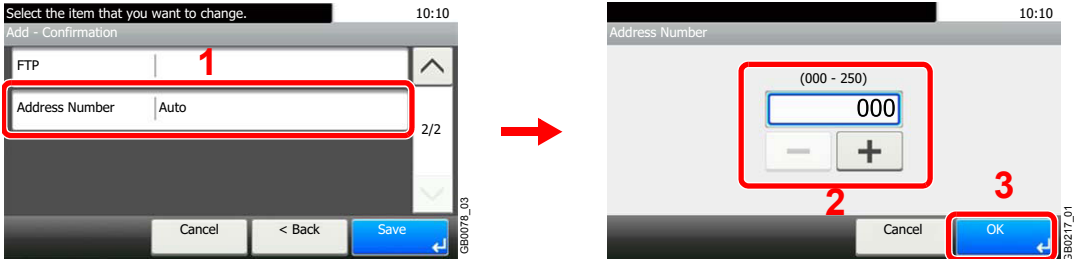 Select the item that you want to change.
10:10
Add - Confirmation
FTP
1
Address Number
Auto
2/2
Cancel
< Back
Save
GB0078_03
10:10
Address Number
(000 - 250)
000
2
3
Cancel
OK
GB0217_01